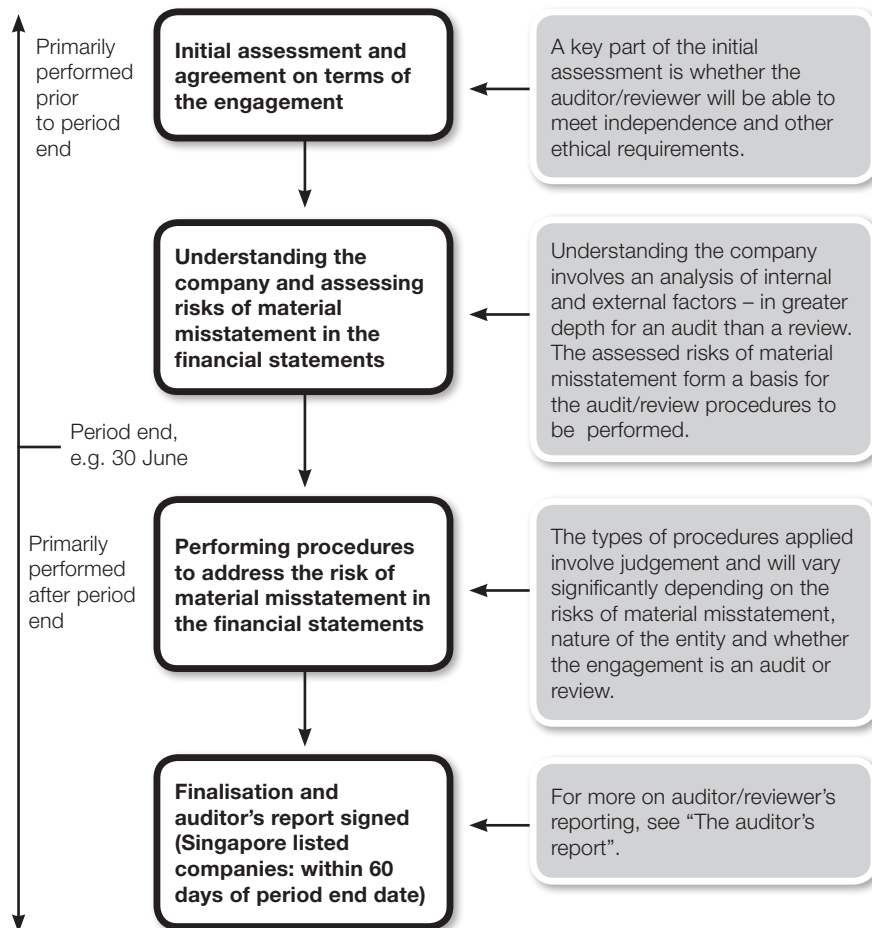 Primarily
performed
prior
to period
end
Initial assessment and
agreement on terms of
the engagement
A key part of the initial
assessment is whether the
auditor/reviewer will be able to
meet independence and other
ethical requirements.
Understanding the
company and assessing
risks of material
misstatement in the
financial statements
Understanding the company
involves an analysis of internal
and external factors – in greater
depth for an audit than a review.
The assessed risks of material
misstatement form a basis for
the audit/review procedures to
be performed.
Period end,
e.g. 30 June
Primarily
performed
after period
end
Performing procedures
to address the risk of
material misstatement in
the financial statements
The types of procedures applied
involve judgement and will vary
significantly depending on the
risks of material misstatement,
nature of the entity and whether
the engagement is an audit or
review.
Finalisation and
auditor’s report signed
(Singapore listed
companies: within 60
days of period end date)
For more on auditor/reviewer’s
reporting, see “The auditor’s
report”.